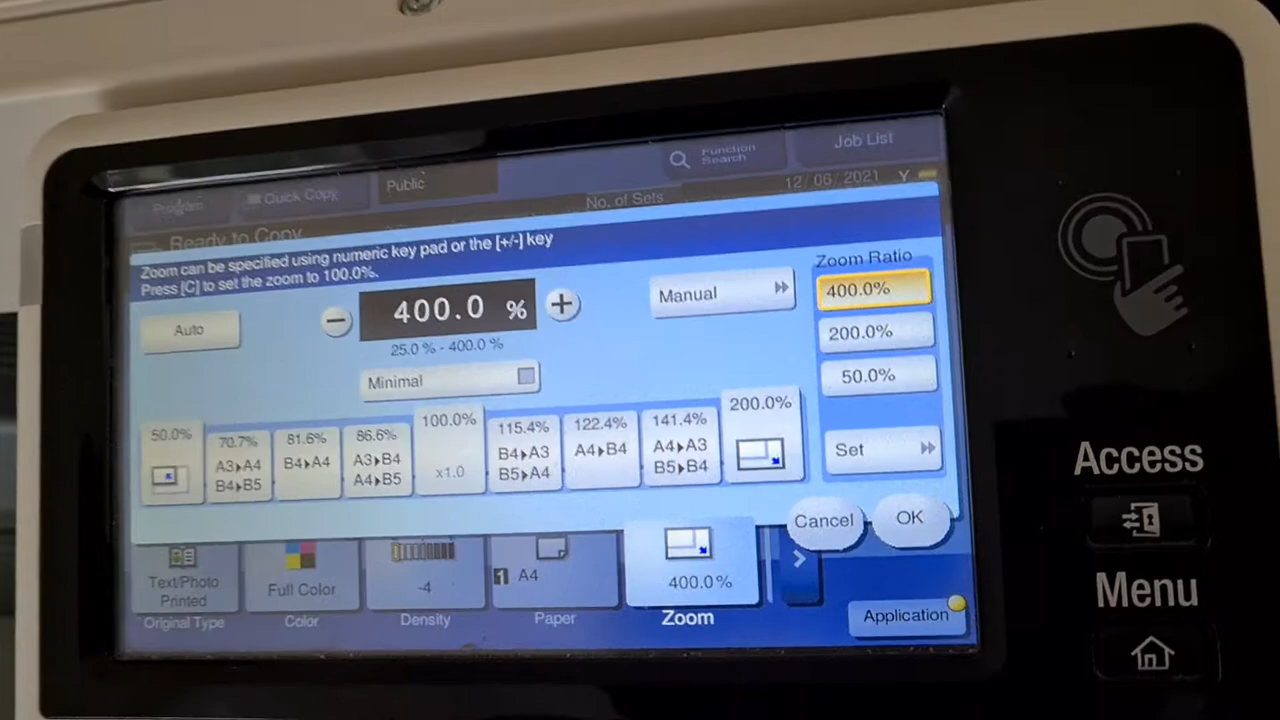 Function
Search
Job List
Program
Quick Copy
Public
No. of Sets
12/06/2021
Y
Ready to Copy
Zoom can be specified using numeric key pad or the [+/-] key
Press [C] to set the zoom to 100.0%.
Auto
−
400.0 %
+
25.0 % - 400.0 %
Minimal
Manual
Zoom Ratio
400.0%
200.0%
50.0%
Set
50.0%
70.7%
A3▸A4
B4▸B5
81.6%
B4▸A4
86.6%
A3▸B4
A4▸B5
100.0%
x1.0
115.4%
B4▸A3
B5▸A4
122.4%
A4▸B4
141.4%
A4▸A3
B5▸B4
200.0%
Cancel
OK
Text/Photo
Printed
Original Type
Full Color
Color
-4
Density
1 A4
Paper
400.0%
Zoom
Application
Access
Menu